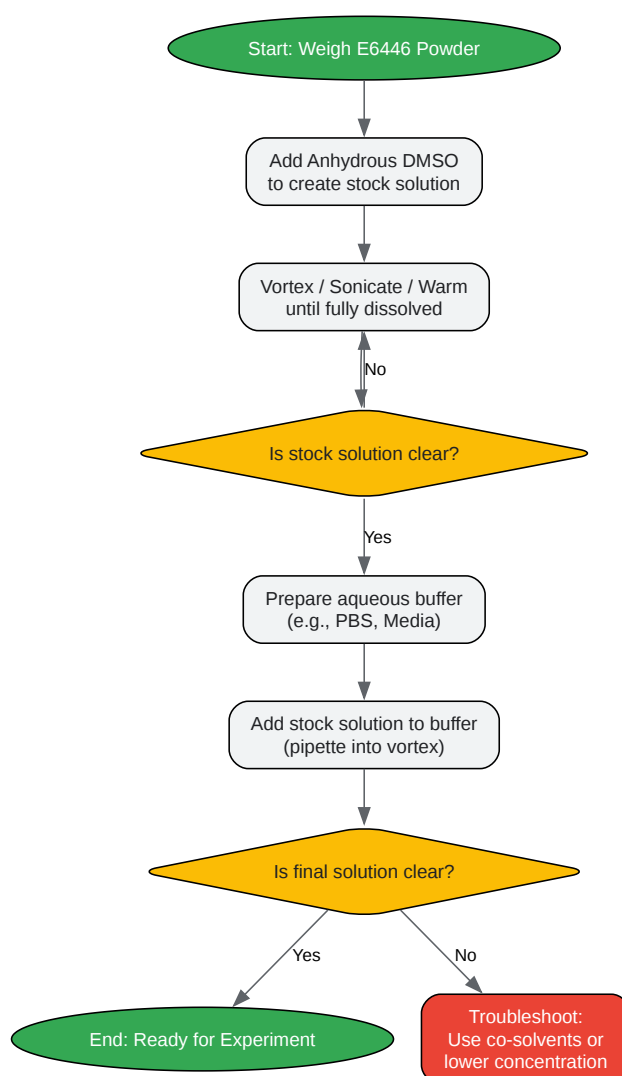 Start: Weigh E6446 Powder
Add Anhydrous DMSO
to create stock solution
Vortex / Sonicate / Warm
until fully dissolved
No
Is stock solution clear?
Yes
Prepare aqueous buffer
(e.g., PBS, Media)
Add stock solution to buffer
(pipette into vortex)
Is final solution clear?
Yes
No
End: Ready for Experiment
Troubleshoot:
Use co-solvents or
lower concentration